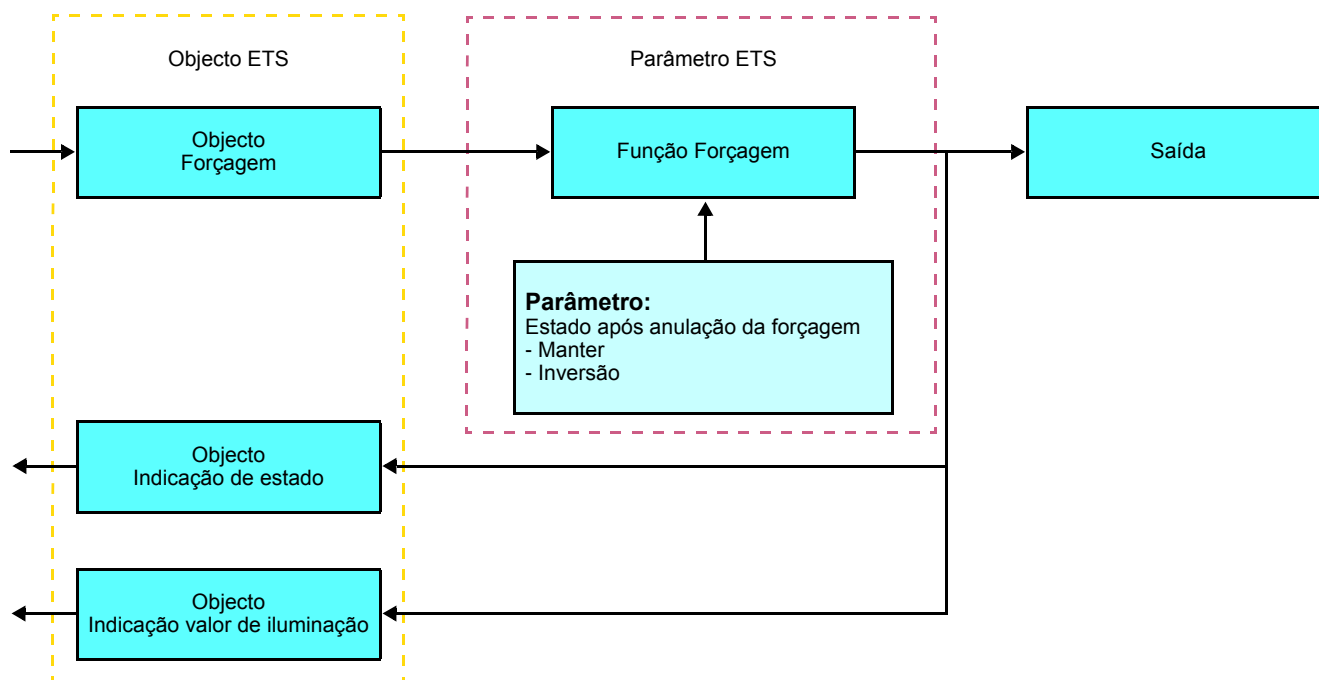 Objecto ETS
Parâmetro ETS
Objecto
Forçagem
Função Forçagem
Saída
Parâmetro:
Estado após anulação da forçagem
- Manter
- Inversão
Objecto
Indicação de estado
Objecto
Indicação valor de iluminação